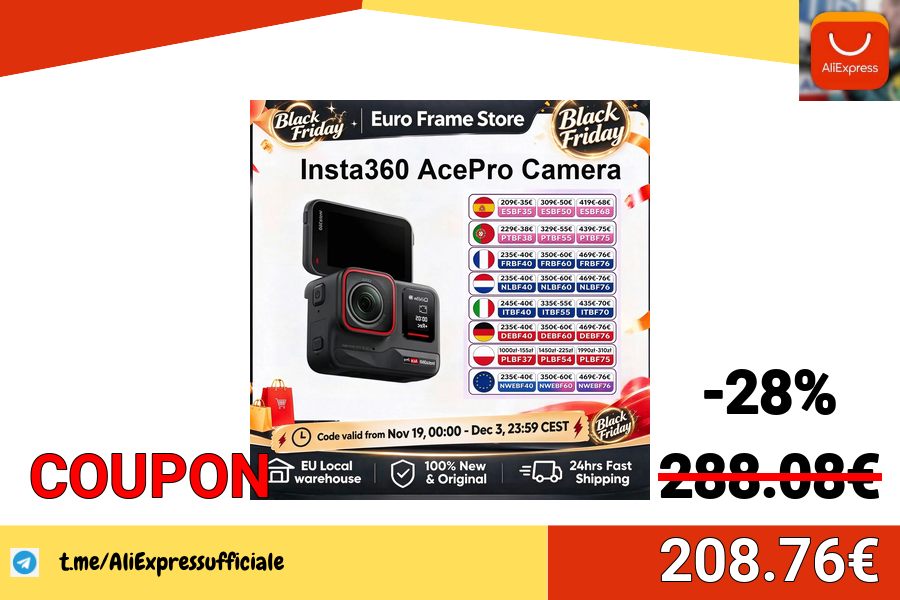 AliExpress
Black Friday
Euro Frame Store
Black Friday
Insta360 AcePro Camera
209€-35€ 309€-50€ 419€-68€
ESBF35 ESBF50 ESBF68
229€-38€ 329€-55€ 439€-75€
PTBF38 PTBF55 PTBF75
235€-40€ 350€-60€ 469€-76€
FRBF40 FRBF60 FRBF76
235€-40€ 350€-60€ 469€-76€
NLBF40 NLBF60 NLBF76
245€-40€ 335€-55€ 435€-70€
ITBF40 ITBF55 ITBF70
235€-40€ 350€-60€ 469€-76€
DEBF40 DEBF60 DEBF76
1000zł-155zł 1450zł-225zł 1990zł-310zł
PLBF37 PLBF54 PLBF75
235€-40€ 350€-60€ 469€-76€
NWEBF40 NWEBF60 NWEBF76
-28%
Code valid from Nov 19, 00:00 - Dec 3, 23:59 CEST
Black Friday
COUPON
EU Local
warehouse
100% New
& Original
24hrs Fast
Shipping
288.08€
t.me/AliExpressufficiale
208.76€